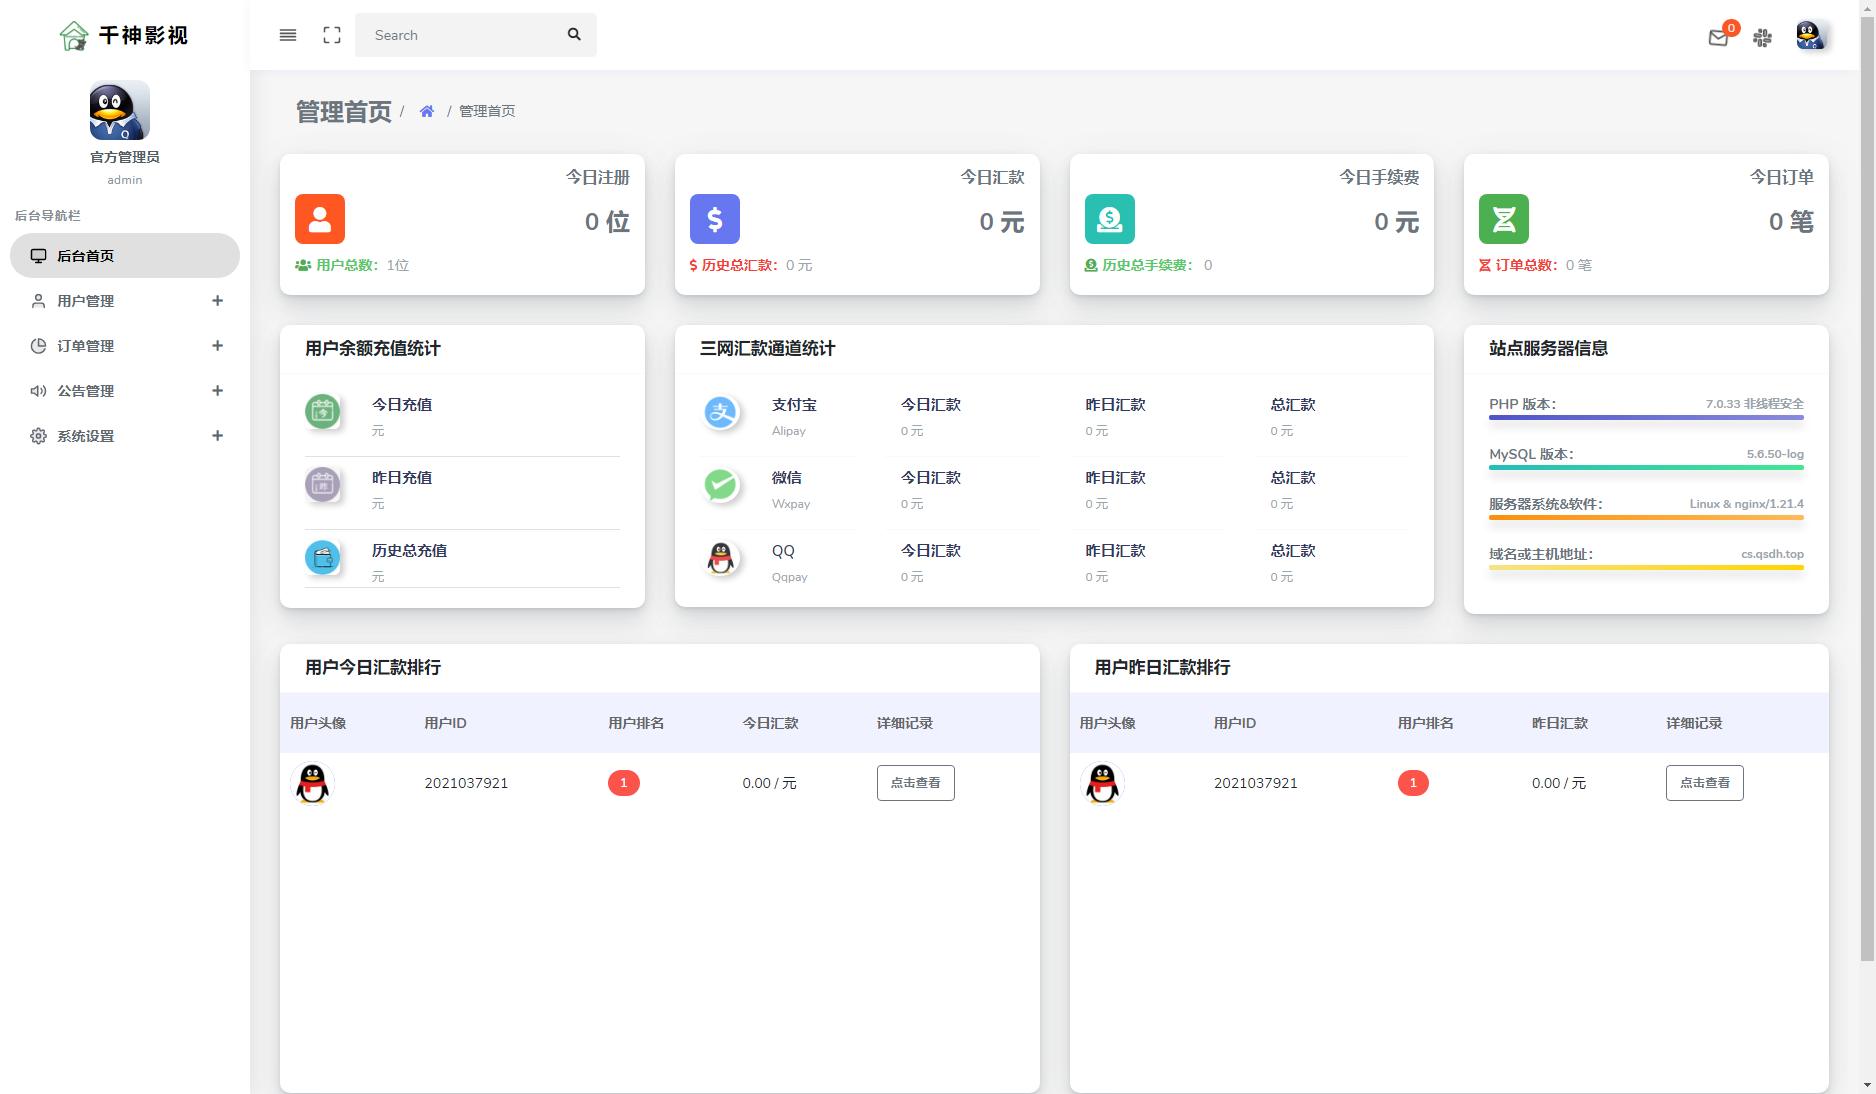 千神影视
Search
0
官方管理员
admin
后台导航栏
后台首页
用户管理
订单管理
公告管理
系统设置
管理首页 / / 管理首页
今日注册
0 位
用户总数：1位
今日汇款
0 元
历史总汇款：0 元
今日手续费
0 元
历史总手续费： 0
今日订单
0 笔
订单总数：0 笔
用户余额充值统计
今日充值
元
昨日充值
元
历史总充值
元
三网汇款通道统计
支付宝 今日汇款 昨日汇款 总汇款
Alipay 0 元 0 元 0 元
微信 今日汇款 昨日汇款 总汇款
Wxpay 0 元 0 元 0 元
QQ 今日汇款 昨日汇款 总汇款
Qqpay 0 元 0 元 0 元
站点服务器信息
PHP 版本： 7.0.33 非线程安全
MySQL 版本： 5.6.50-log
服务器系统&软件： Linux & nginx/1.21.4
域名或主机地址： cs.qsdh.top
用户今日汇款排行
用户头像 用户ID 用户排名 今日汇款 详细记录
2021037921 1 0.00 / 元 点击查看
用户昨日汇款排行
用户头像 用户ID 用户排名 昨日汇款 详细记录
2021037921 1 0.00 / 元 点击查看